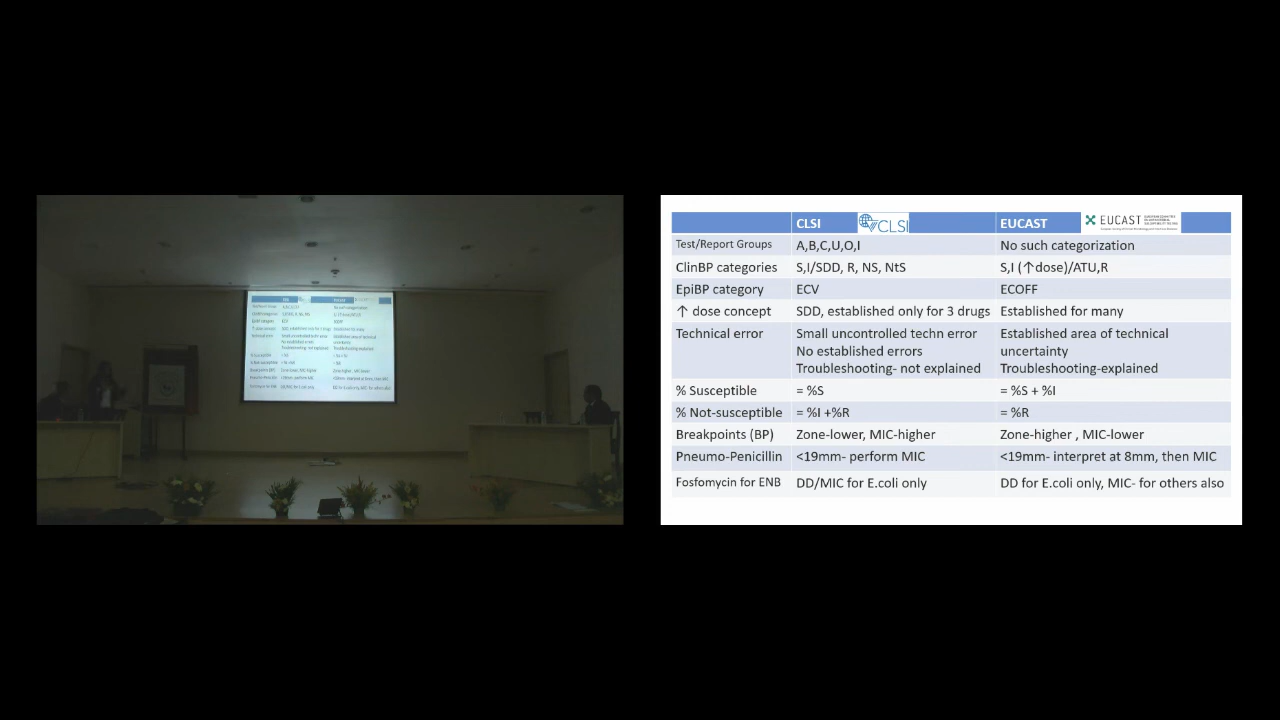 CLSI CLSI EUCAST EUCAST
Test/Report Groups A,B,C,U,O,I No such categorization
ClinBP categories S,I/SDD, R, NS, NtS S,I (↑dose)/ATU,R
EpiBP category ECV ECOFF
↑ dose concept SDD, established only for 3 drugs Established for many
Technical error Small uncontrolled techn error Established area of technical
No established errors uncertainty
Troubleshooting- not explained Troubleshooting-explained
% Susceptible = %S = %S + %I
% Not-susceptible = %I +%R = %R
Breakpoints (BP) Zone-lower, MIC-higher Zone-higher , MIC-lower
Pneumo-Penicillin <19mm- perform MIC <19mm- interpret at 8mm, then MIC
Fosfomycin for ENB DD/MIC for E.coli only DD for E.coli only, MIC- for others also